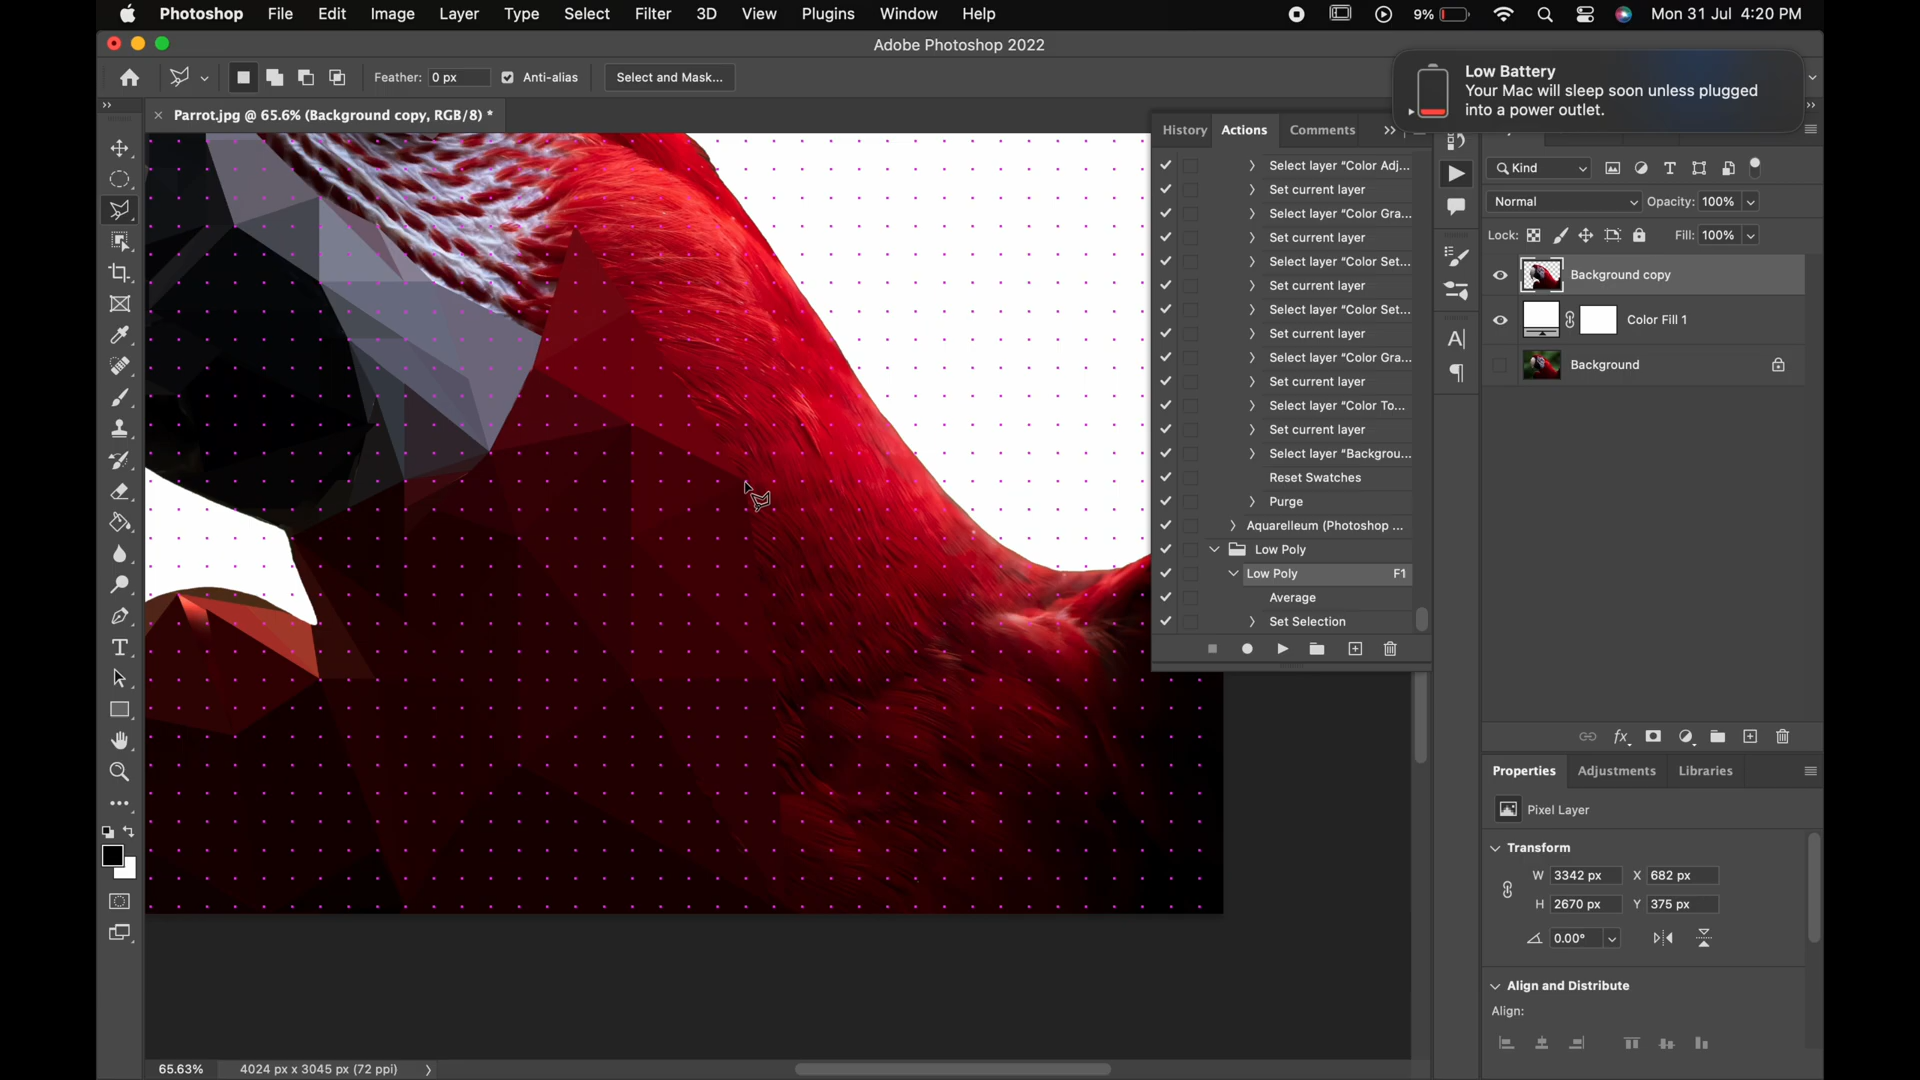 Photoshop File Edit Image Layer Type Select Filter 3D View Plugins Window Help 9% Mon 31 Jul 4:20 PM
Adobe Photoshop 2022
Feather: 0 px Anti-alias Select and Mask...
Low Battery
Your Mac will sleep soon unless plugged
into a power outlet.
Parrot.jpg @ 65.6% (Background copy, RGB/8) *
History Actions Comments
Select layer “Color Adj...
Set current layer
Select layer “Color Gra...
Set current layer
Select layer “Color Set...
Set current layer
Select layer “Color Set...
Set current layer
Select layer “Color Gra...
Set current layer
Select layer “Color To...
Set current layer
Select layer “Backgrou...
Reset Swatches
Purge
Aquarelleum (Photoshop ...
Low Poly
Low Poly F1
Average
Set Selection
Kind
Normal Opacity: 100%
Lock: Fill: 100%
Background copy
Color Fill 1
Background
Properties Adjustments Libraries
Pixel Layer
Transform
W 3342 px X 682 px
H 2670 px Y 375 px
0.00°
Align and Distribute
Align:
65.63% 4024 px x 3045 px (72 ppi)